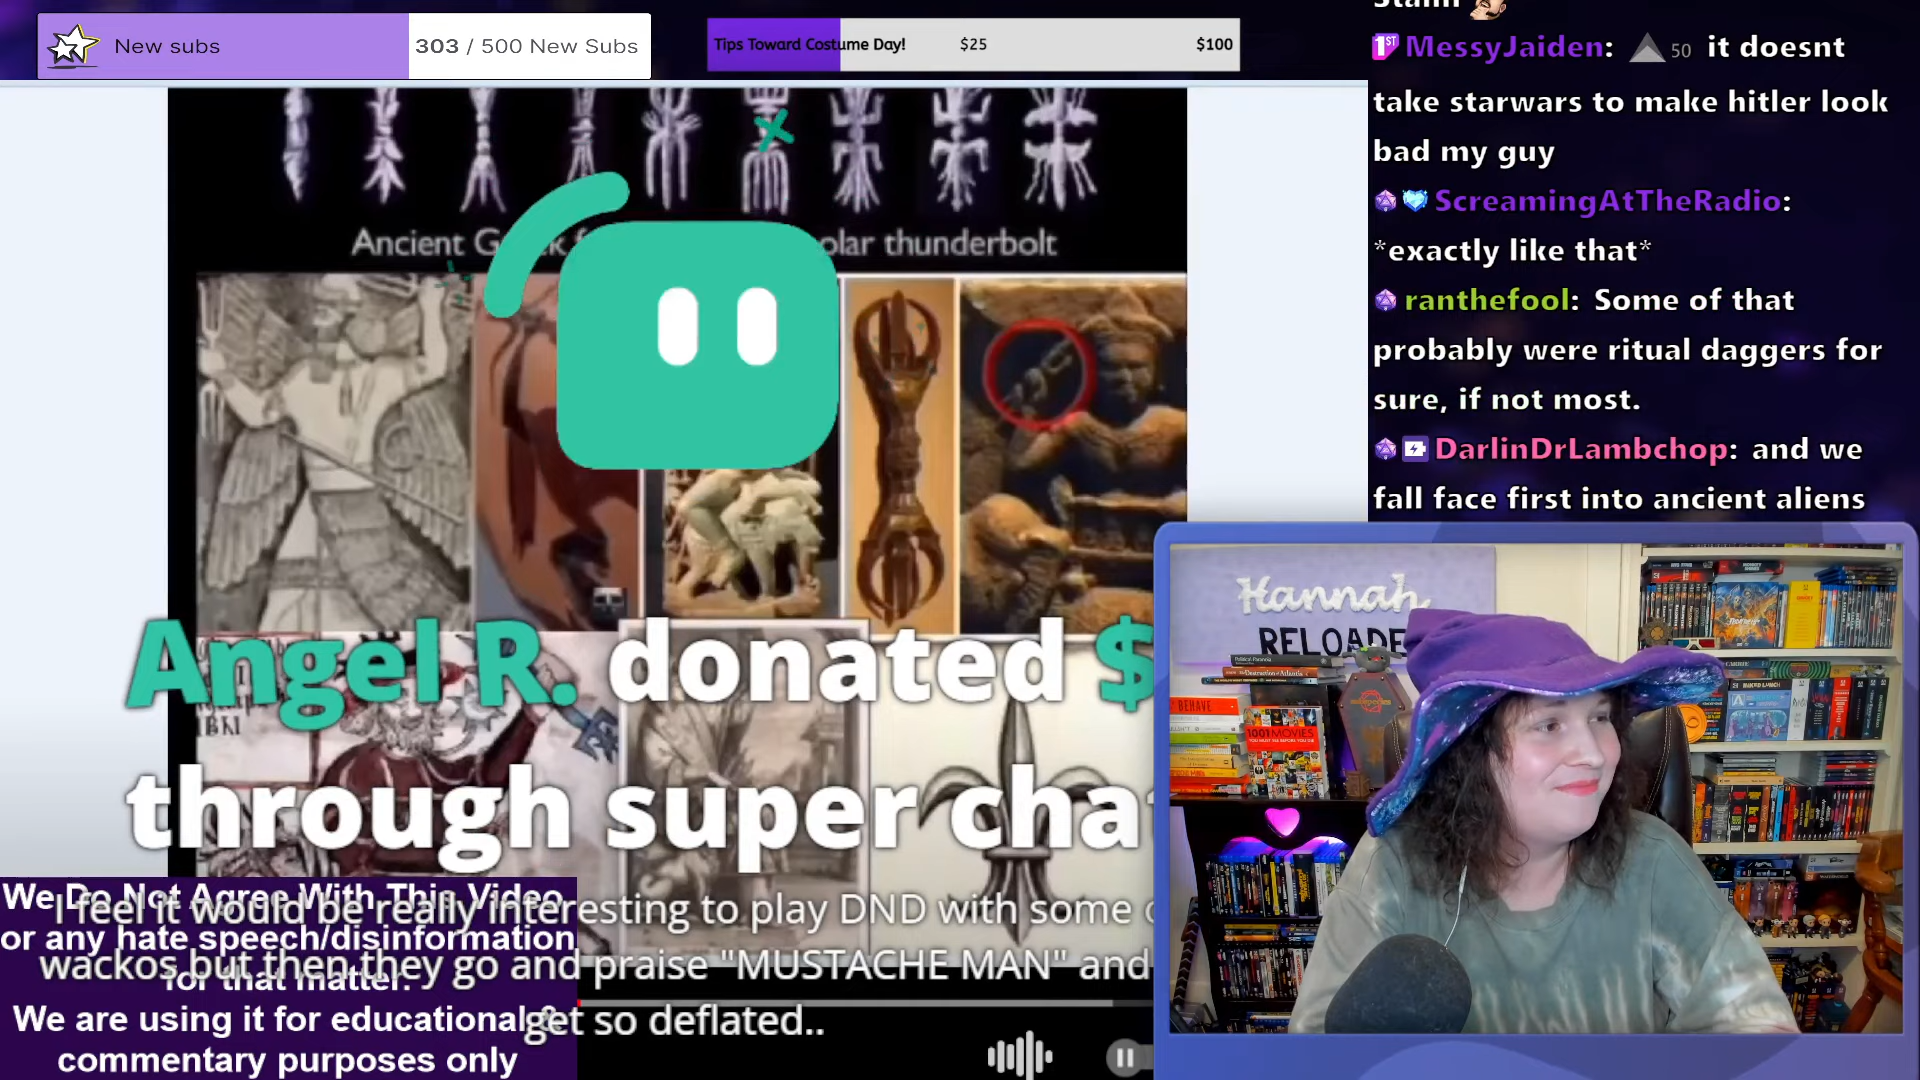 New subs
303 / 500 New Subs
Tips Toward Costume Day!
$25
$100
MessyJaiden: 50 it doesnt
take starwars to make hitler look
bad my guy
ScreamingAtTheRadio:
*exactly like that*
ranthefool: Some of that
probably were ritual daggers for
sure, if not most.
DarlinDrLambchop: and we
fall face first into ancient aliens
Ancient
thunderbolt
Angel R. donated $
through super
I feel it would be really interesting to play DND with some
wackos but then they go and praise "MUSTACHE MAN" and
get so deflated..
We Do Not Agree With This Video
or any hate speech/disinformation
for that matter.
We are using it for educational &
commentary purposes only
Hannah
RELOADE
BEHAVE
1001 MOVIES